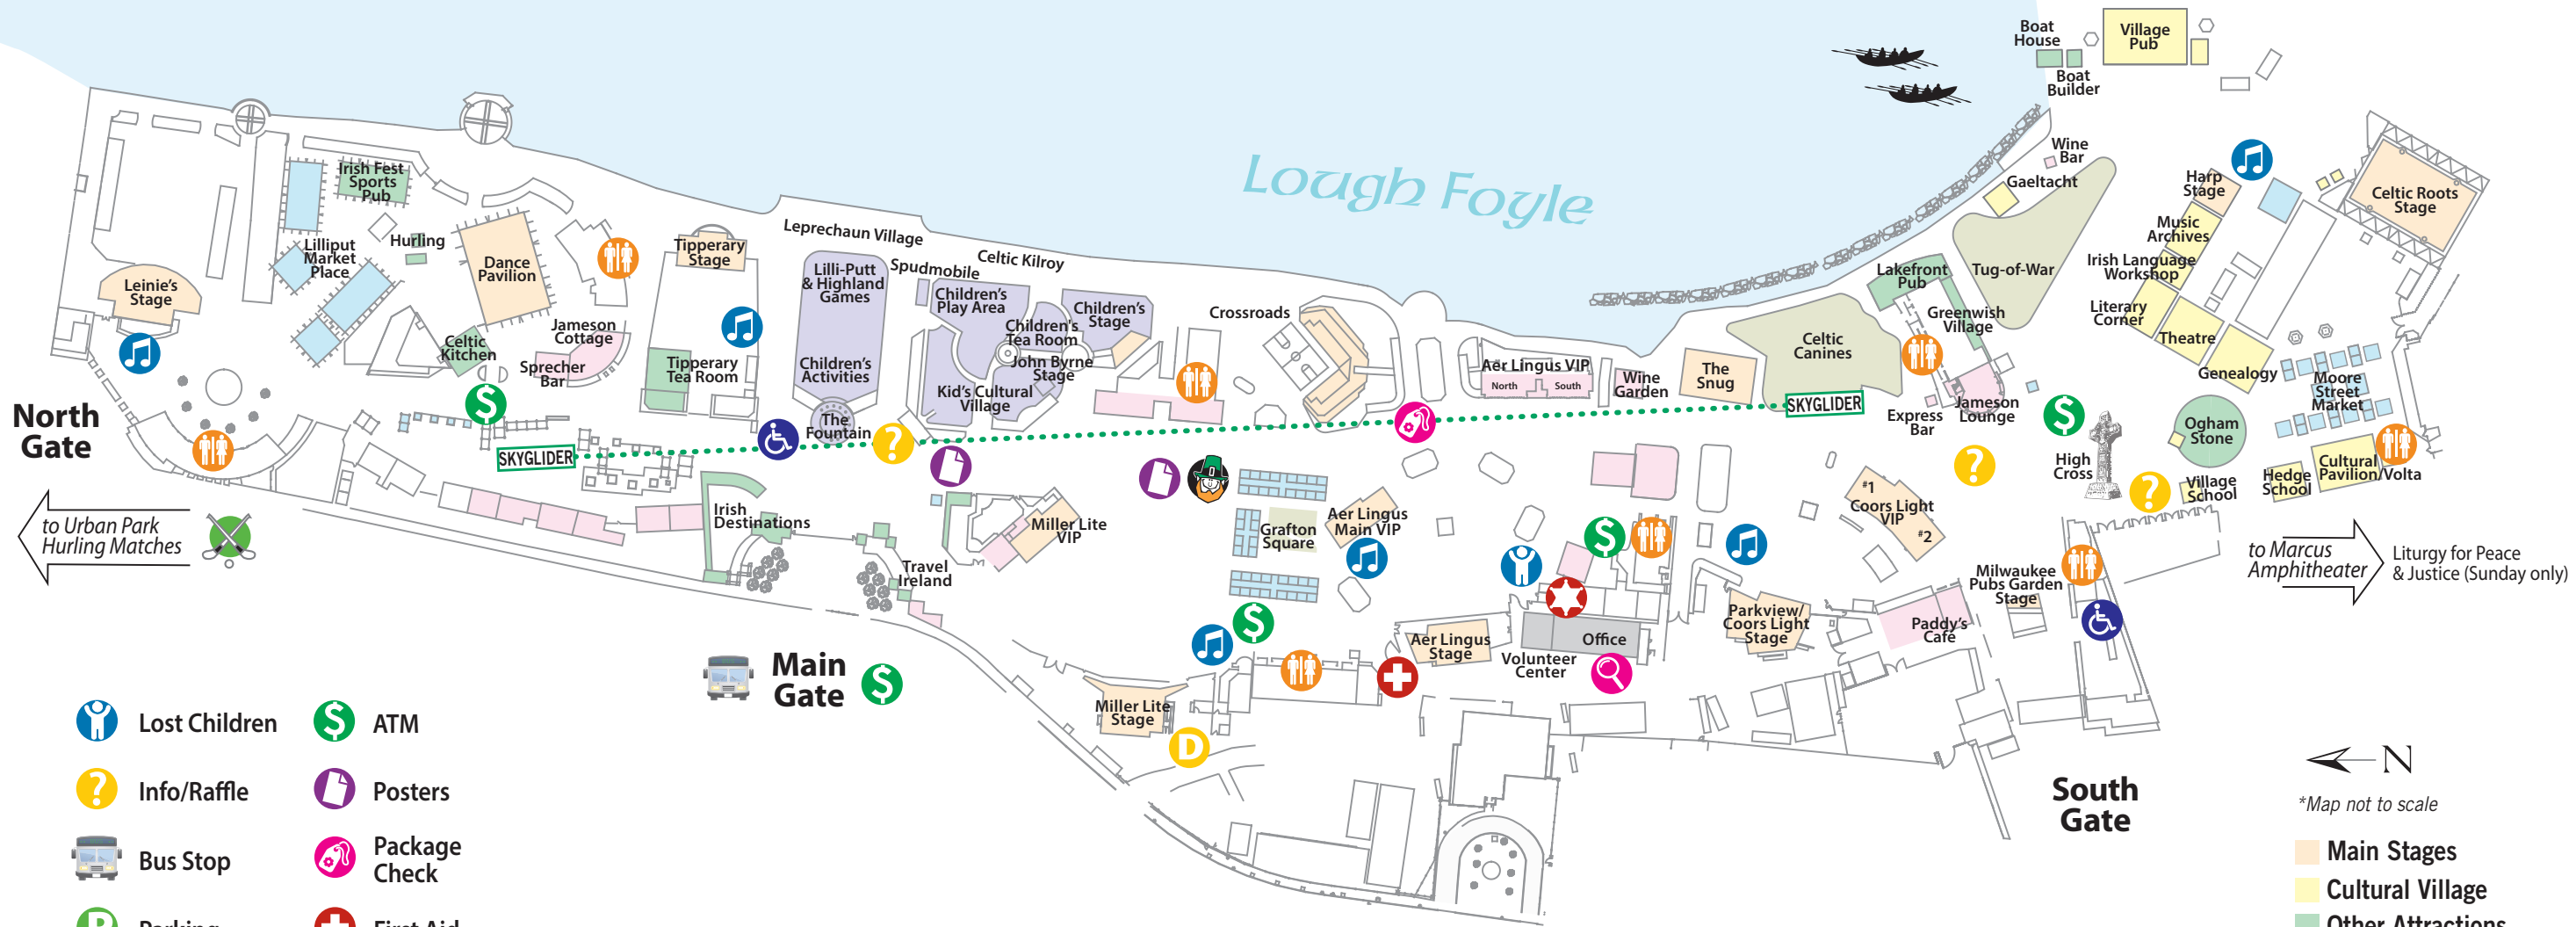 Boat
House
Village
Pub
Boat
Builder
Lough Foyle
Wine
Bar
Gaeltacht
Harp
Stage
Celtic Roots
Stage
Music
Archives
Irish Language
Workshop
Literary
Corner
Theatre
Genealogy
Moore
Street
Market
Tug-of-War
Lakefront
Pub
Greenwish
Village
Celtic
Canines
Irish Fest
Sports
Pub
Lilliput
Market
Place
Hurling
Dance
Pavilion
Leinie's
Stage
Celtic
Kitchen
Jameson
Cottage
Sprecher
Bar
Tipperary
Stage
Tipperary
Tea Room
Leprechaun Village
Lilli-Putt
& Highland
Games
Children's
Activities
The
Fountain
Spudmobile
Celtic Kilroy
Children's
Play Area
Children's
Stage
Children's
Tea Room
John Byrne
Stage
Kid's Cultural
Village
Crossroads
Aer Lingus VIP
North
South
Wine
Garden
The
Snug
SKYGLIDER
SKYGLIDER
Express
Bar
Jameson
Lounge
High
Cross
Ogham
Stone
Village
School
Hedge
School
Cultural
Pavilion/Volta
North
Gate
to Urban Park
Hurling Matches
Irish
Destinations
Travel
Ireland
Miller Lite
VIP
Grafton
Square
Aer Lingus
Main VIP
#1
Coors Light
VIP
#2
Milwaukee
Pubs Garden
Stage
to Marcus
Amphitheater
Liturgy for Peace
& Justice (Sunday only)
Main
Gate
$
Aer Lingus
Stage
Office
Volunteer
Center
Parkview/
Coors Light
Stage
Paddy's
Café
Miller Lite
Stage
D
South
Gate
N
*Map not to scale
Lost Children
ATM
Info/Raffle
Posters
Bus Stop
Package
Check
Parking
First Aid
Main Stages
Cultural Village
Other Attractions